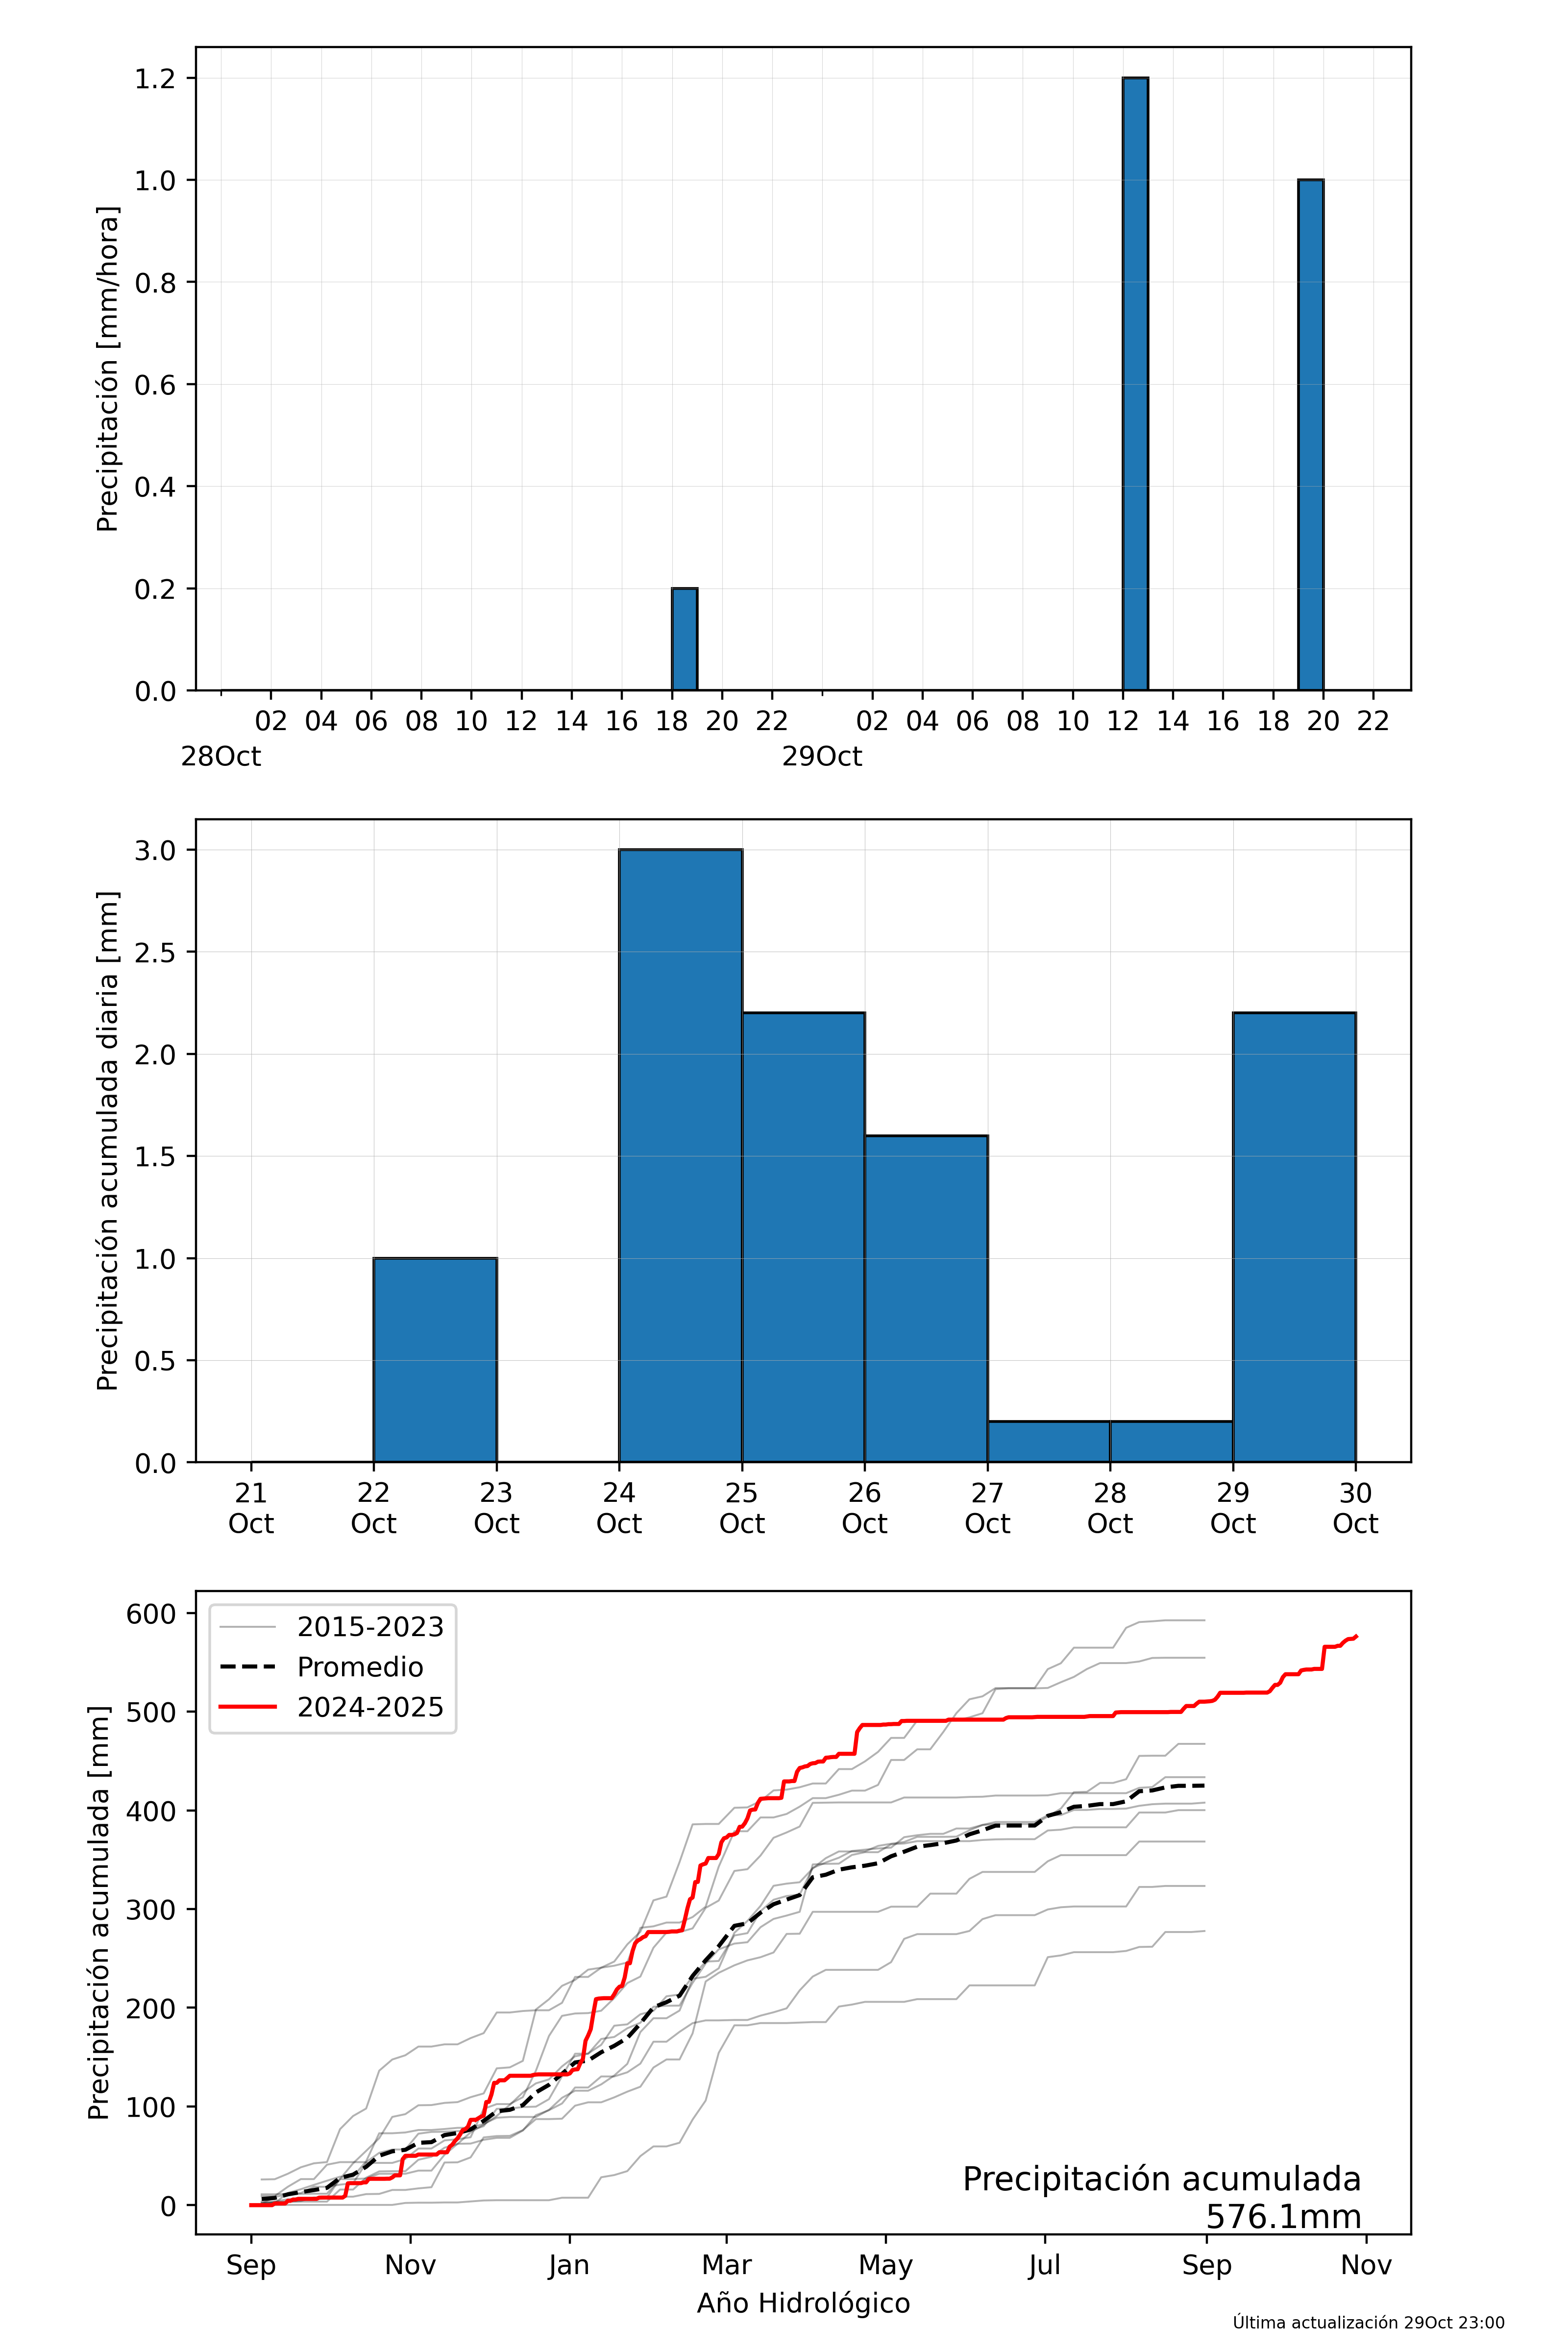 Precipitación [mm/hora]
1.2
1.0
0.8
0.6
0.4
0.2
0.0
02 04 06 08 10 12 14 16 18 20 22 02 04 06 08 10 12 14 16 18 20 22
28Oct 29Oct
Precipitación acumulada diaria [mm]
3.0
2.5
2.0
1.5
1.0
0.5
0.0
21 22 23 24 25 26 27 28 29 30
Oct Oct Oct Oct Oct Oct Oct Oct Oct Oct
Precipitación acumulada [mm]
600
500
400
300
200
100
0
2015-2023
Promedio
2024-2025
Precipitación acumulada
576.1mm
Sep Nov Jan Mar May Jul Sep Nov
Año Hidrológico
Última actualización 29Oct 23:00